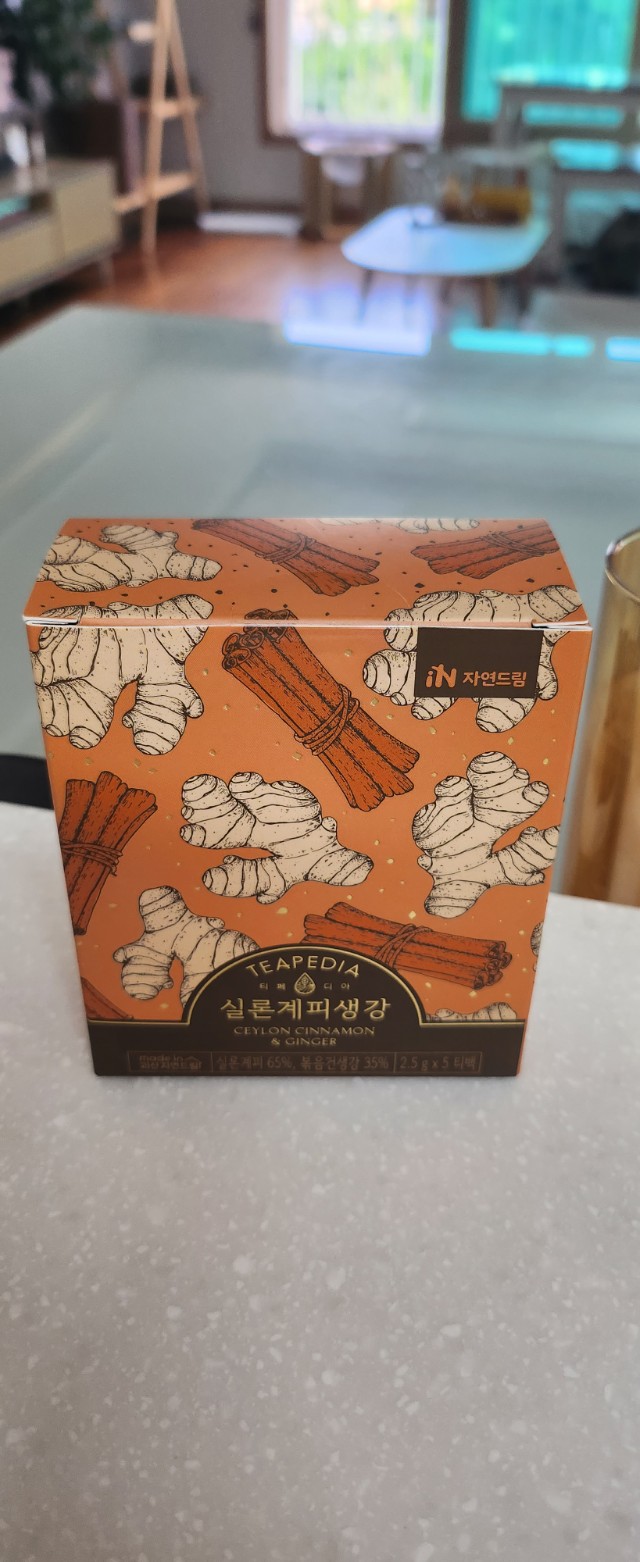 iN 자연드림
TEAPEDIA
티페디아
실론계피생강
CEYLON CINNAMON
& GINGER
실론계피 65%, 볶음건생강 35% 2.5 g x 5 티백